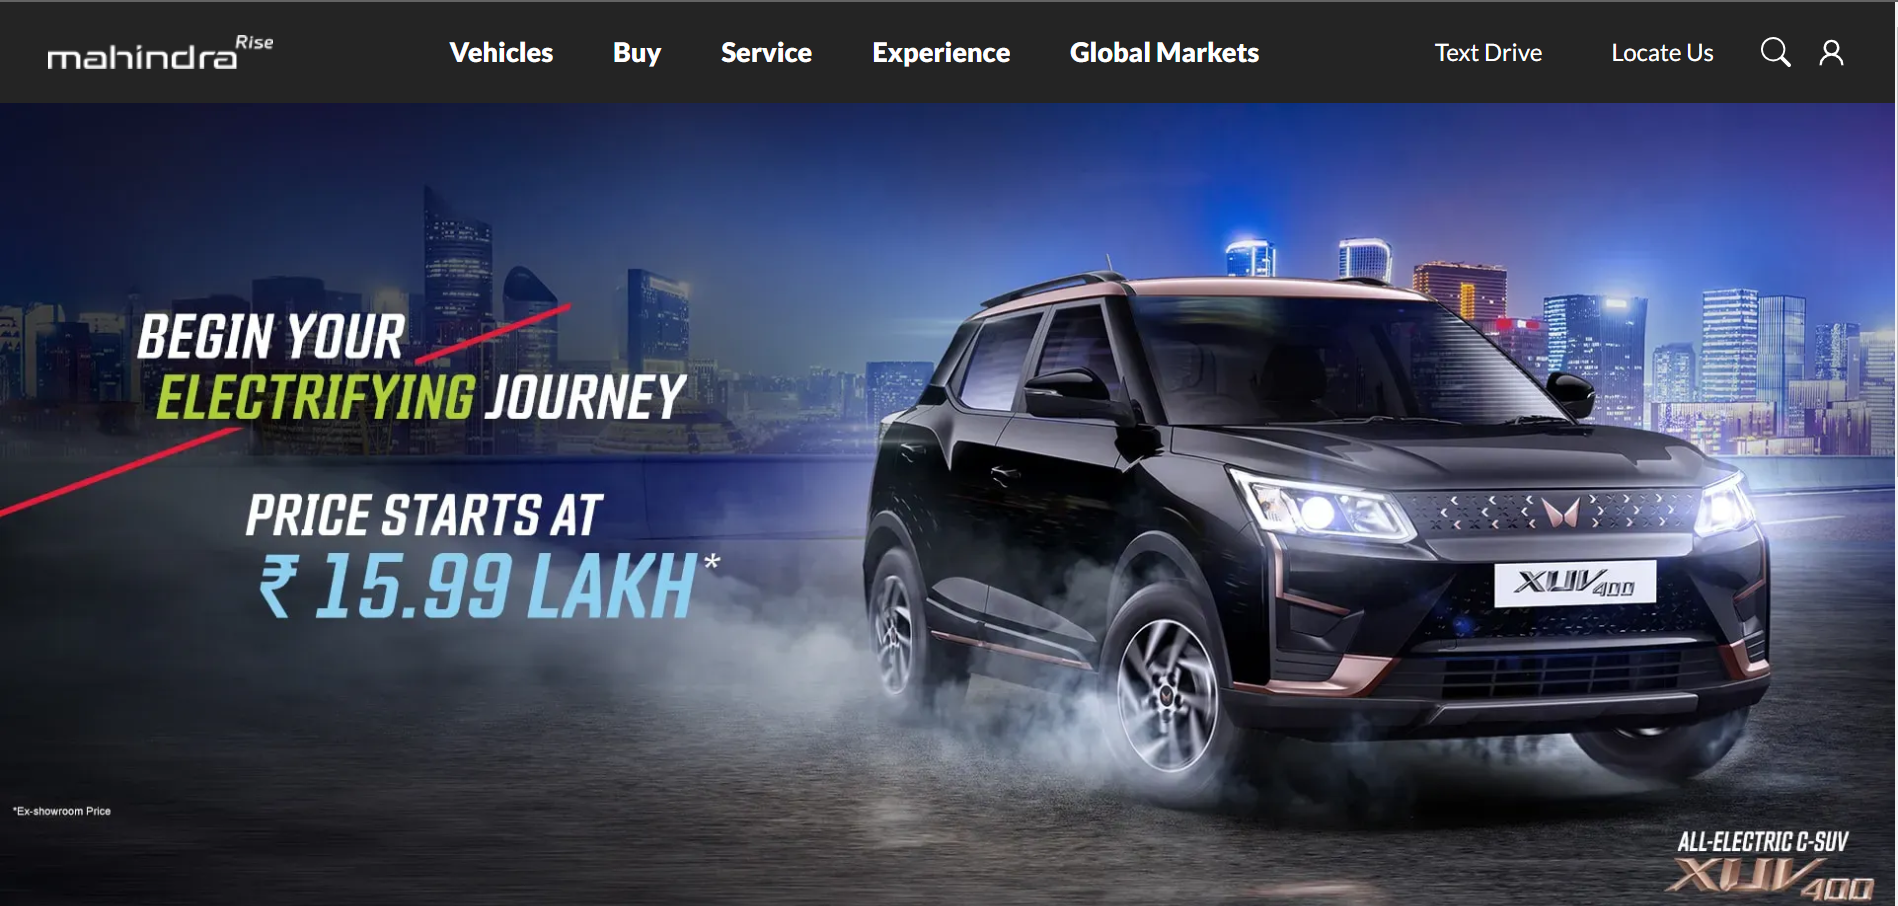 mahindra Rise
Vehicles Buy Service Experience Global Markets Text Drive Locate Us
BEGIN YOUR
ELECTRIFYING JOURNEY
PRICE STARTS AT
₹ 15.99 LAKH*
XUV400
*Ex-showroom Price
ALL-ELECTRIC C-SUV
XUV400